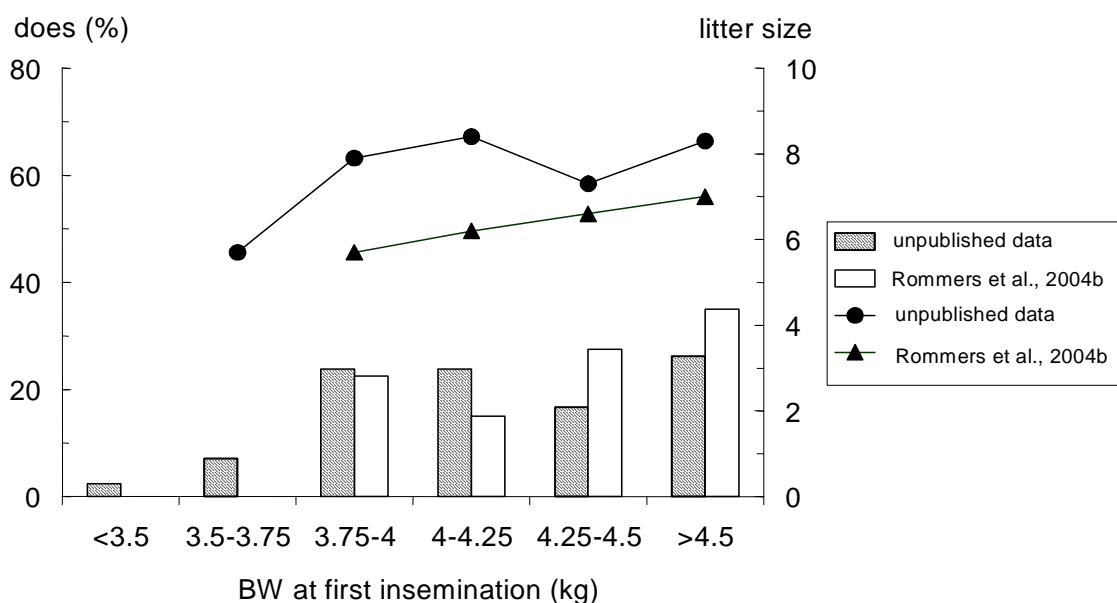 does (%)
litter size
80
60
40
20
0
10
8
6
4
2
0
<3.5 3.5-3.75 3.75-4 4-4.25 4.25-4.5 >4.5
BW at first insemination (kg)
unpublished data
Rommers et al., 2004b
unpublished data
Rommers et al., 2004b